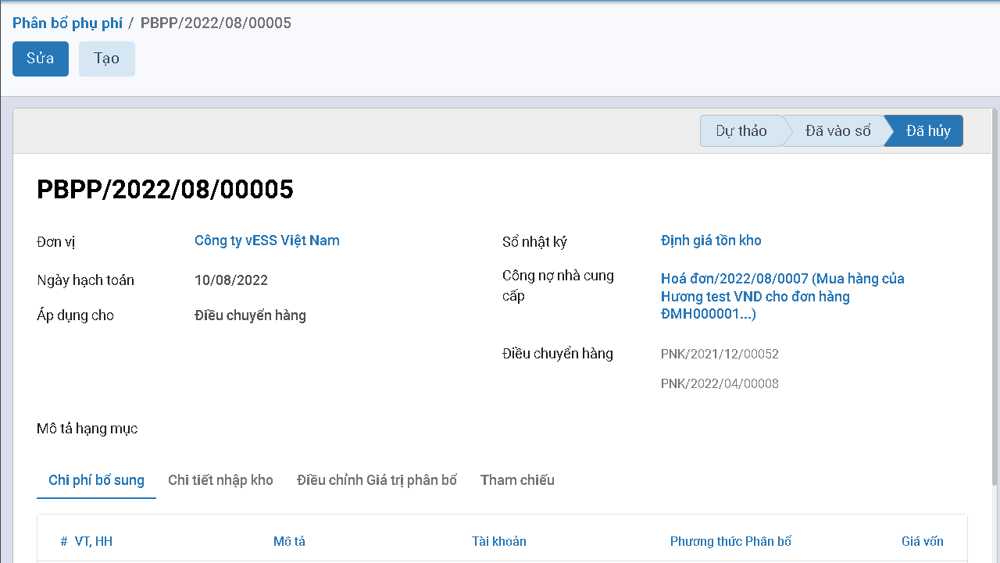 Phân bổ phụ phí / PBPP/2022/08/00005
Sửa Tạo
Dự thảo Đã vào sổ Đã hủy
PBPP/2022/08/00005
Đơn vị Công ty vESS Việt Nam
Ngày hạch toán 10/08/2022
Áp dụng cho Điều chuyển hàng
Sổ nhật ký Định giá tồn kho
Công nợ nhà cung
cấp
Hoá đơn/2022/08/0007 (Mua hàng của
Hương test VND cho đơn hàng
ĐMH000001...)
Điều chuyển hàng PNK/2021/12/00052
PNK/2022/04/00008
Mô tả hạng mục
Chi phí bổ sung Chi tiết nhập kho Điều chỉnh Giá trị phân bổ Tham chiếu
# VT, HH Mô tả Tài khoản Phương thức Phân bổ Giá vốn